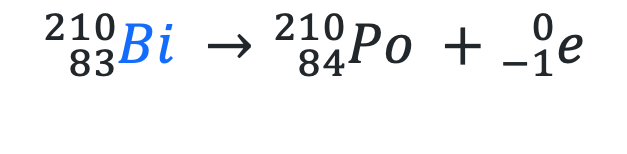 ²¹⁰₈₃Bi → ²¹⁰₈₄Po + ⁰₋₁e